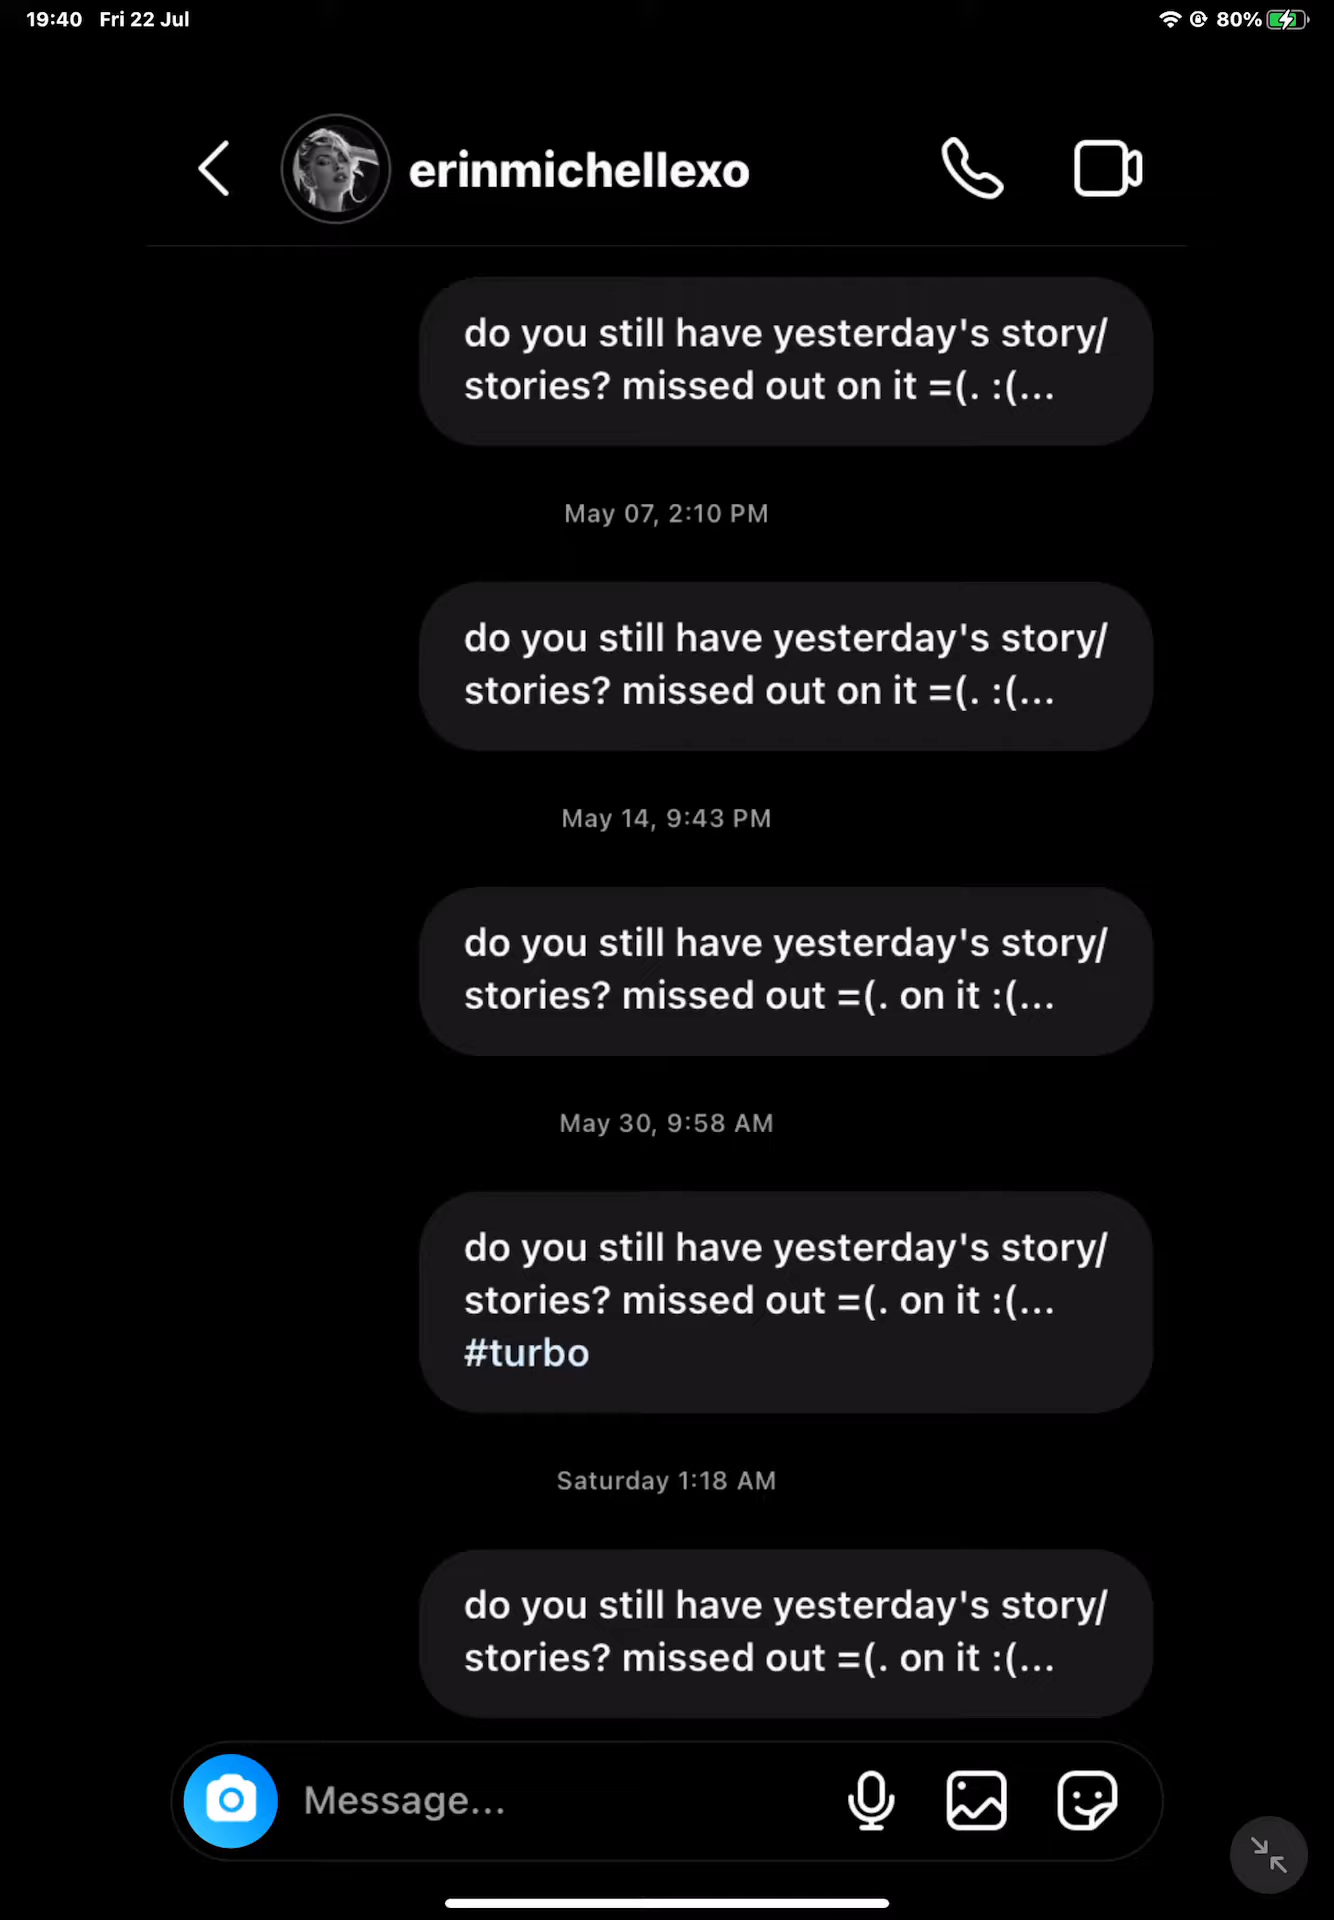 19:40 Fri 22 Jul 80%
erinmichellexo
do you still have yesterday's story/
stories? missed out on it =(. :(...
May 07, 2:10 PM
do you still have yesterday's story/
stories? missed out on it =(. :(...
May 14, 9:43 PM
do you still have yesterday's story/
stories? missed out =(. on it :(...
May 30, 9:58 AM
do you still have yesterday's story/
stories? missed out =(. on it :(...
#turbo
Saturday 1:18 AM
do you still have yesterday's story/
stories? missed out =(. on it :(...
Message...